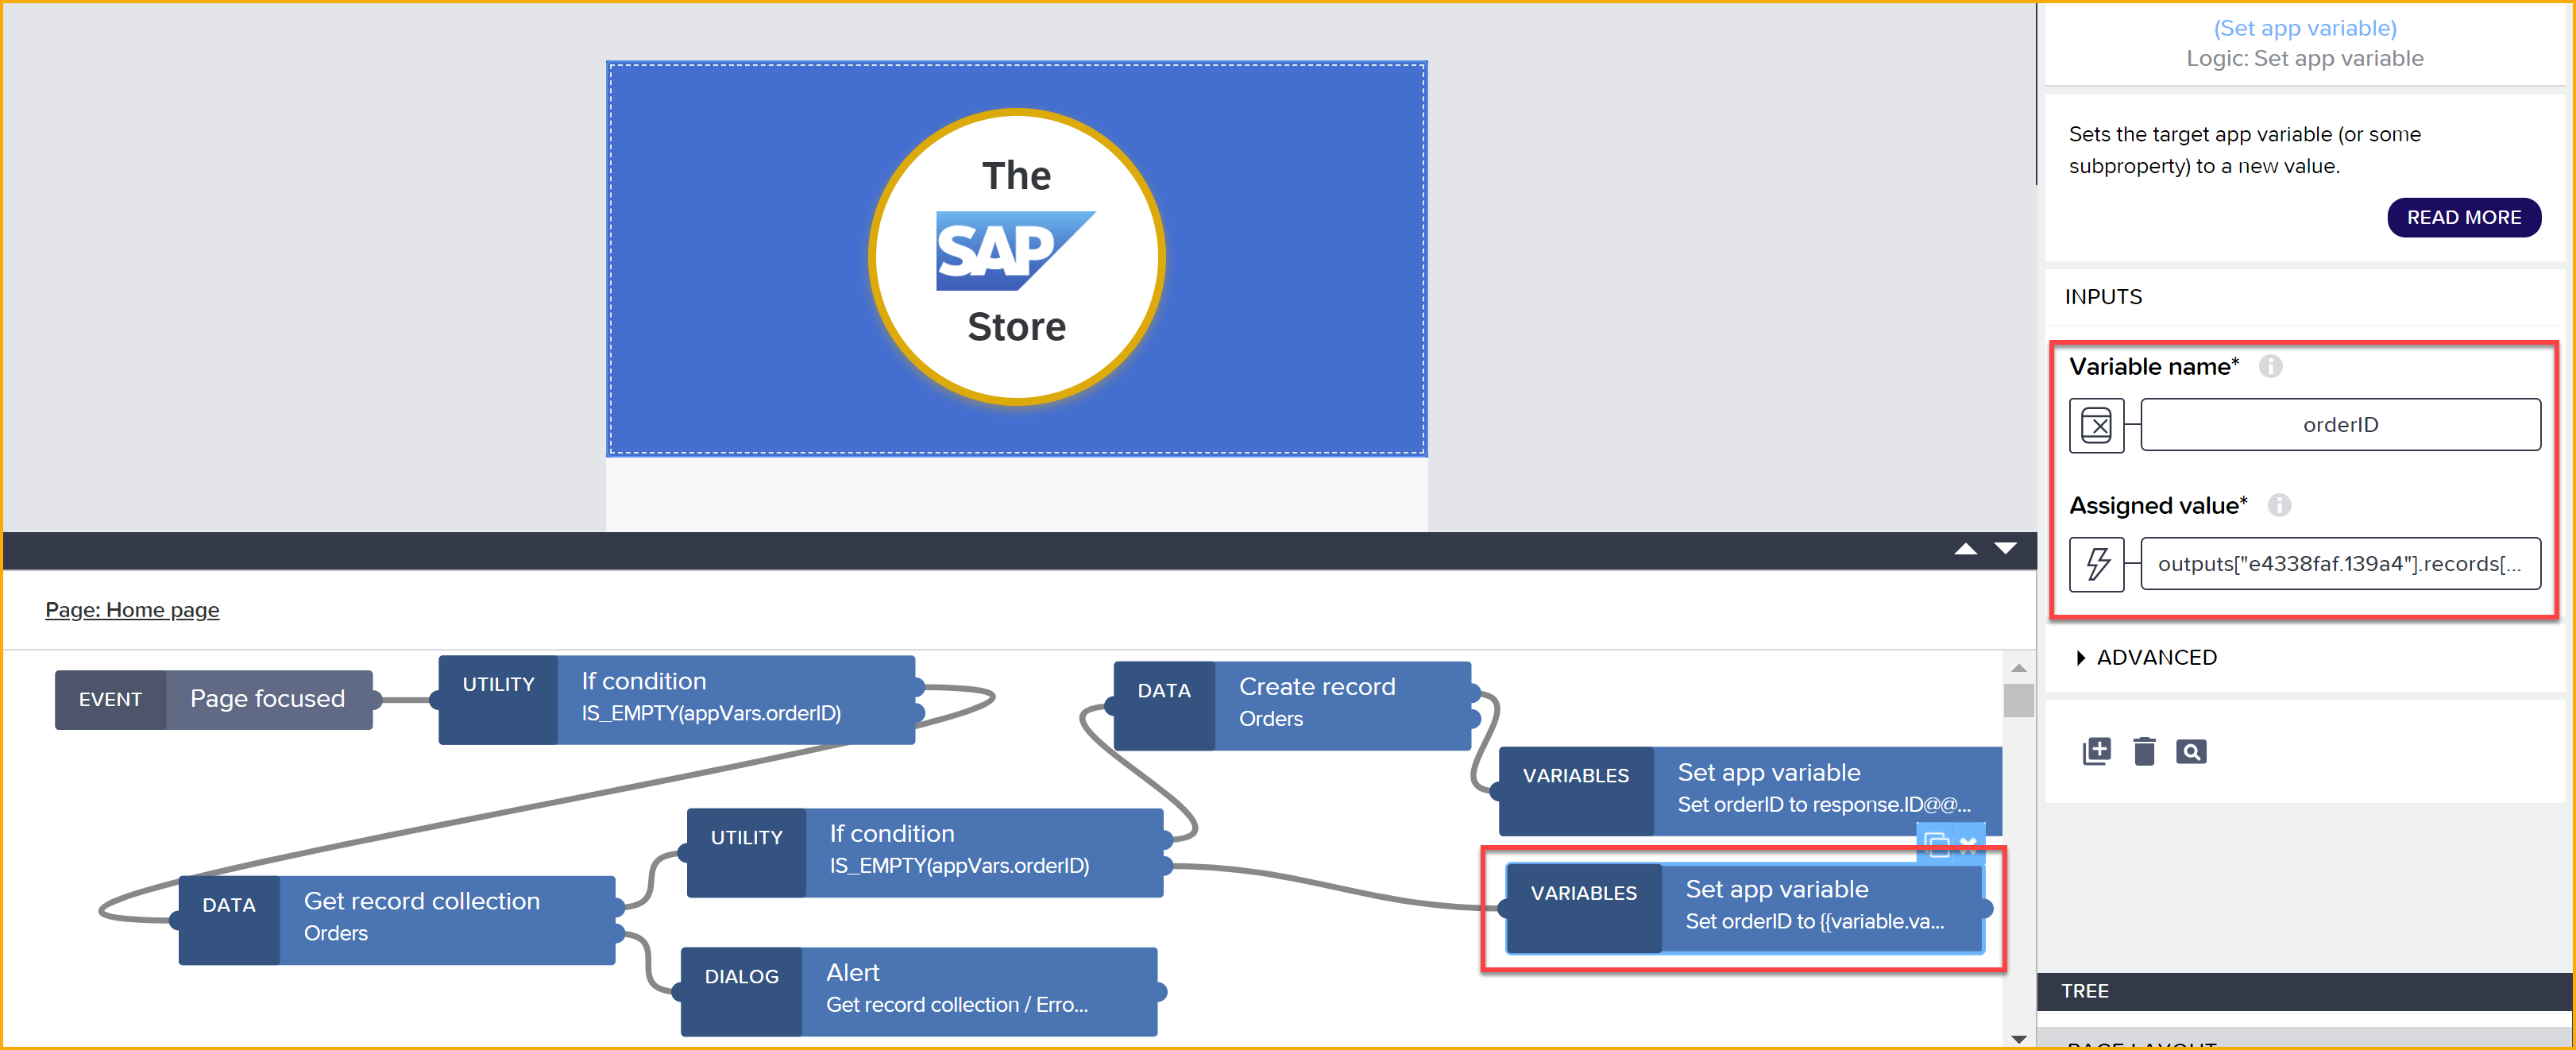 The
SAP
Store
Page: Home page
EVENT
Page focused
UTILITY
If condition
IS_EMPTY(appVars.orderID)
DATA
Create record
Orders
VARIABLES
Set app variable
Set orderID to response.ID@@...
UTILITY
If condition
IS_EMPTY(appVars.orderID)
VARIABLES
Set app variable
Set orderID to {{variable.va...
DATA
Get record collection
Orders
DIALOG
Alert
Get record collection / Erro...
(Set app variable)
Logic: Set app variable
Sets the target app variable (or some
subproperty) to a new value.
READ MORE
INPUTS
Variable name*
orderID
Assigned value*
outputs["e4338faf.139a4"].records[...
ADVANCED
TREE
PAGE LAYOUT